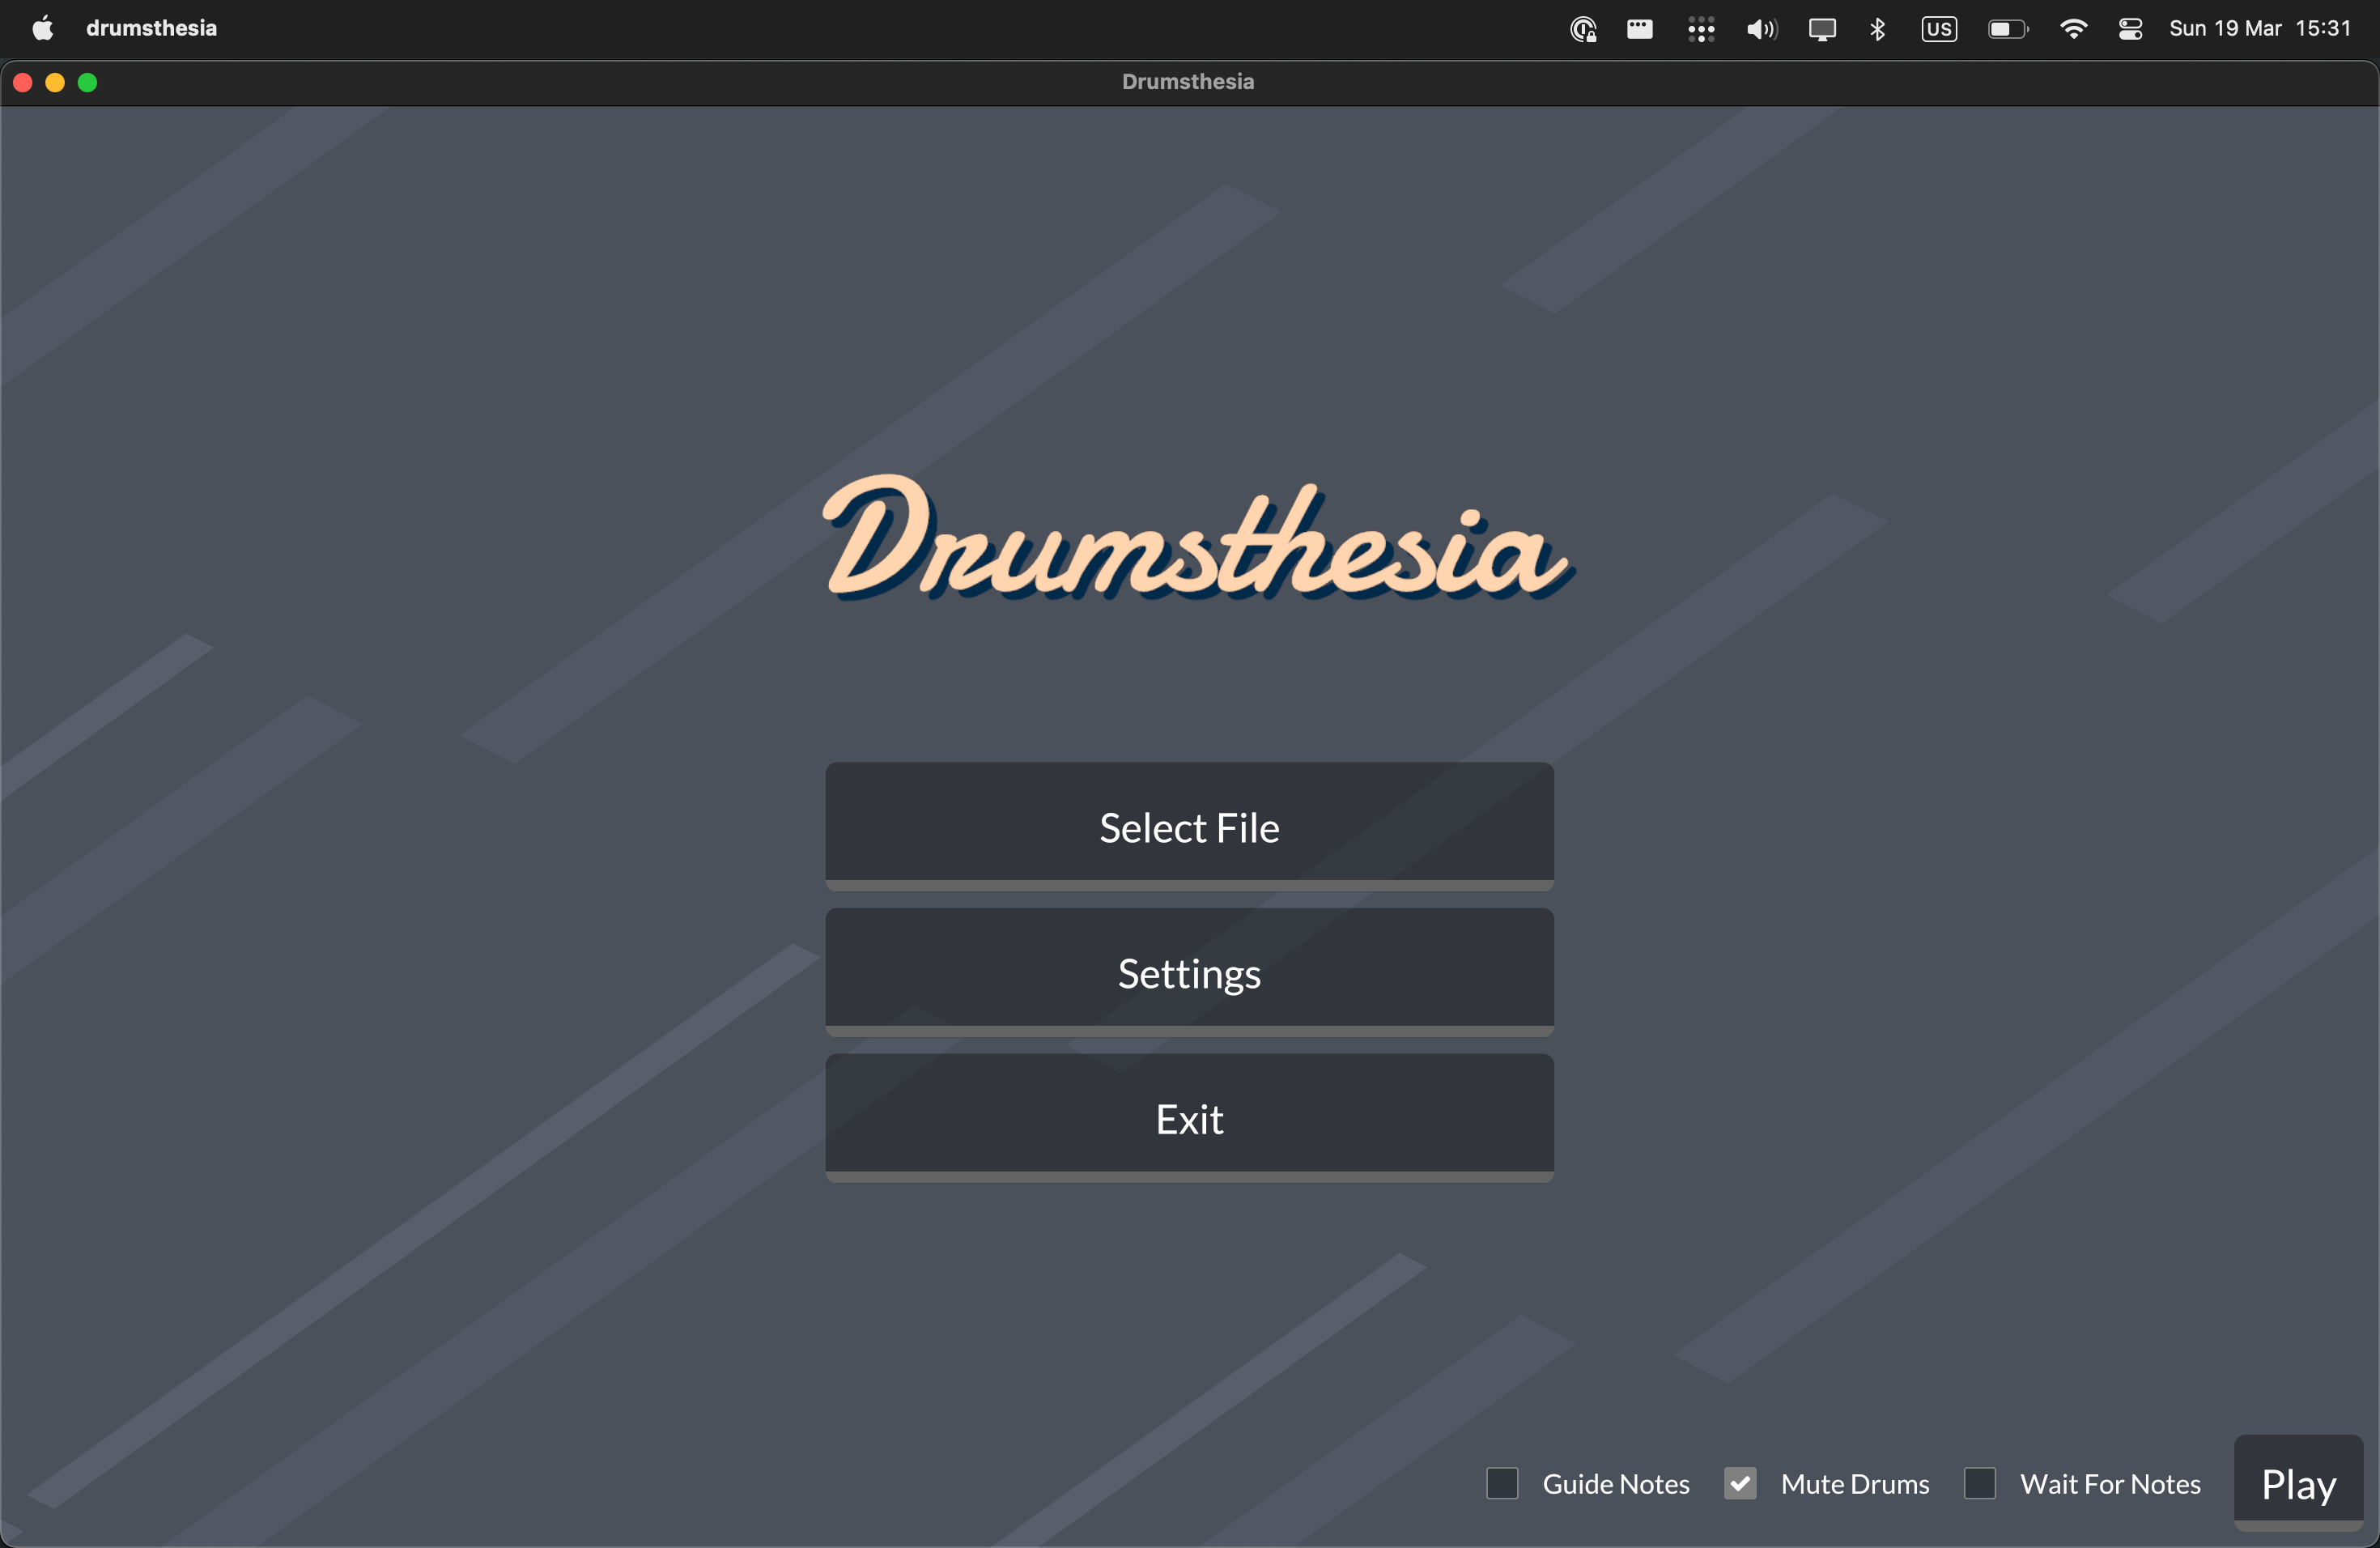 drumsthesia
US
Sun 19 Mar 15:31
Drumsthesia
Drumsthesia
Select File
Settings
Exit
Guide Notes
Mute Drums
Wait For Notes
Play